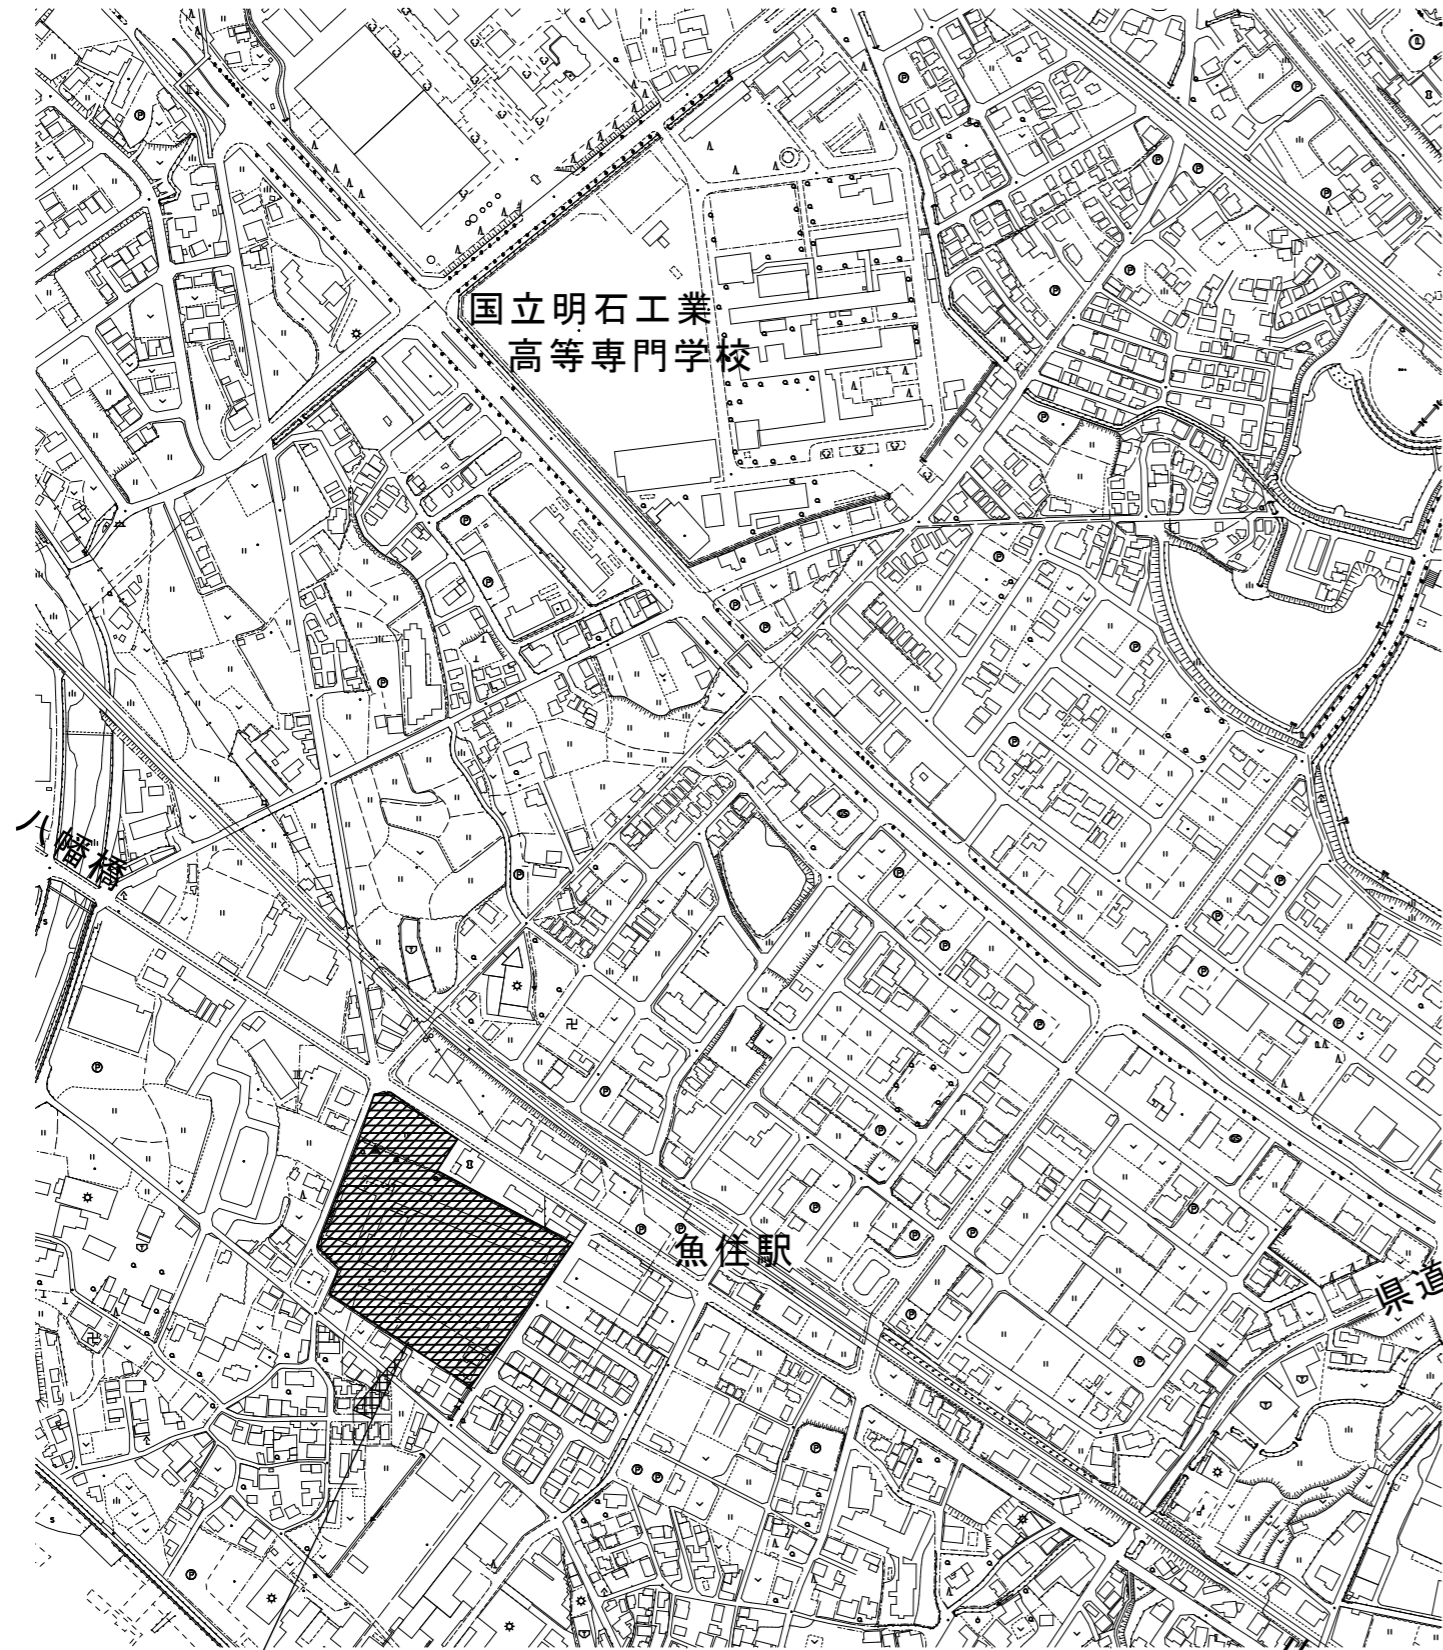 国立明石工業
高等専門学校
八幡橋
魚住駅
県道